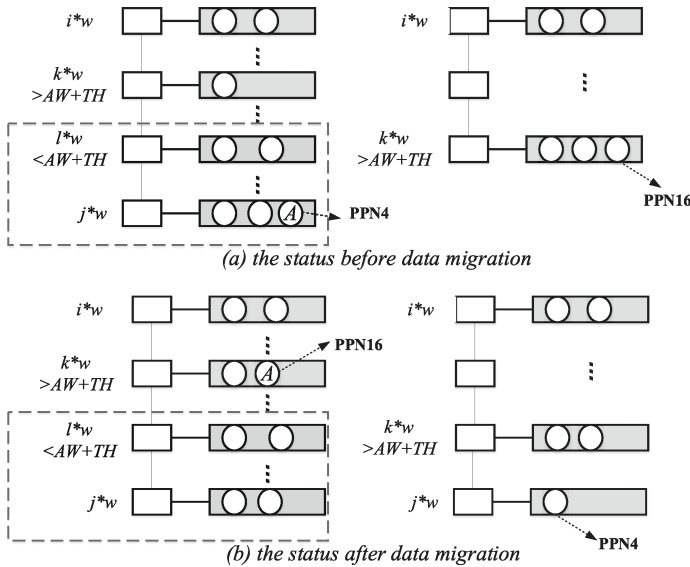 i*w
k*w
>AW+TH
l*w
<AW+TH
j*w
A
PPN4
i*w
k*w
>AW+TH
PPN16
(a) the status before data migration
i*w
k*w
>AW+TH
A
PPN16
l*w
<AW+TH
j*w
i*w
k*w
>AW+TH
j*w
PPN4
(b) the status after data migration